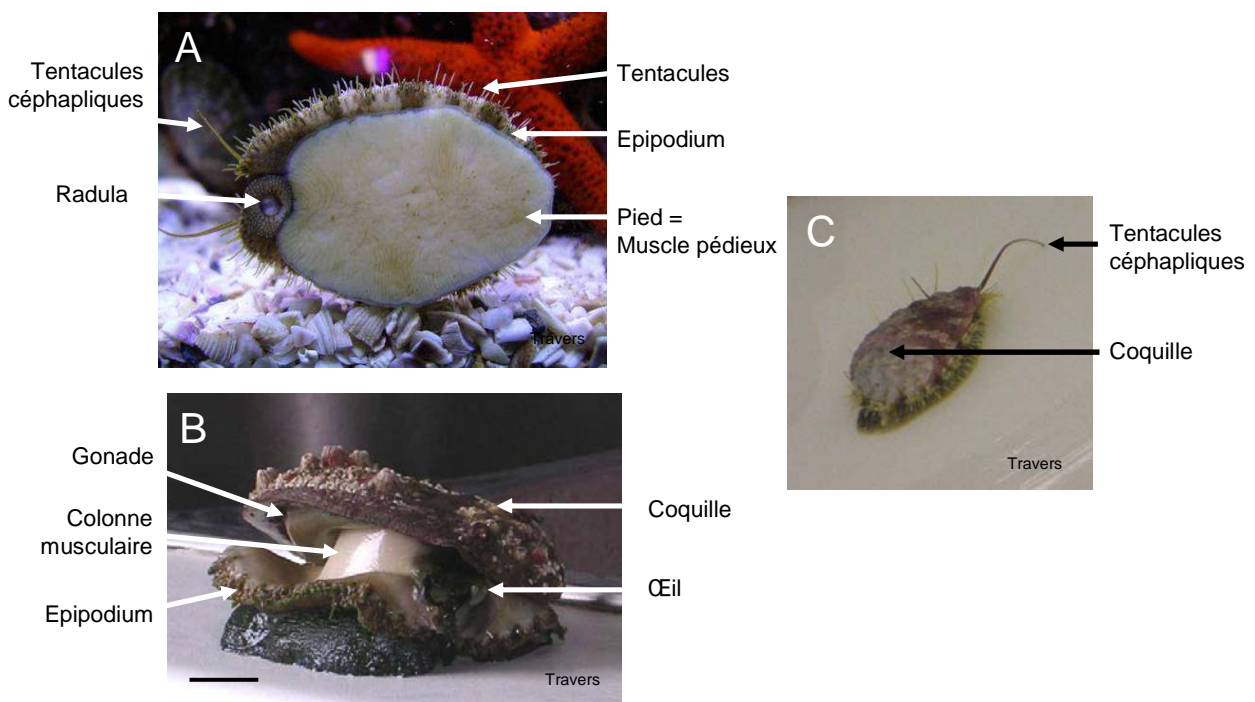 A
Tentacules
céphapliques
Radula
Tentacules
Epipodium
Pied =
Muscle pédieux
Travers
B
Gonade
Colonne
musculaire
Epipodium
Coquille
Œil
Travers
C
Tentacules
céphapliques
Coquille
Travers